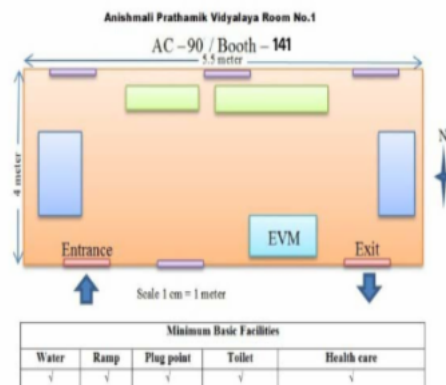 Anishmali Prathamik Vidyalaya Room No.1
AC – 90 / Booth – 141
5.5 meter
4 meter
N
EVM
Entrance
Exit
Scale 1 cm = 1 meter
Minimum Basic Facilities
Water Ramp Plug point Toilet Health care
√ √ √ √ √